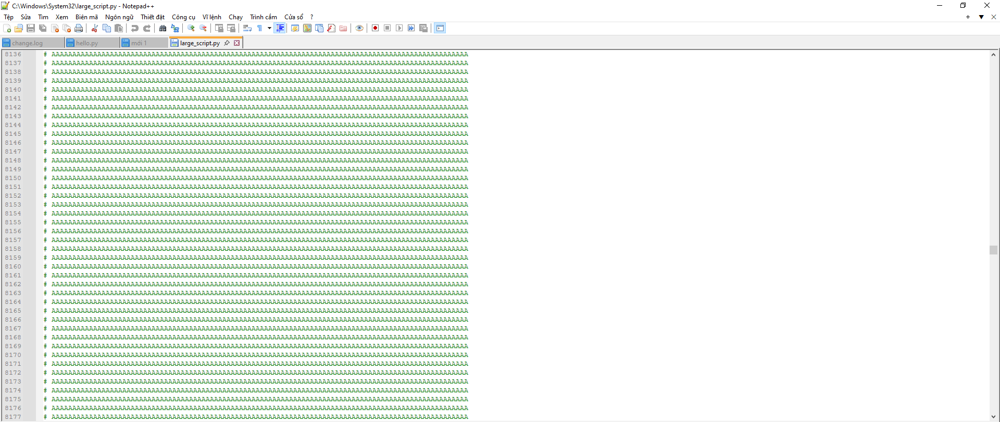 C:\Windows\System32\large_script.py - Notepad++
Tệp Sửa Tìm Xem Biên mã Ngôn ngữ Thiết đặt Công cụ Vĩ lệnh Chạy Trình cắm Cửa sổ ?
change.log hello.py mới 1 large_script.py
8136 # AAAAAAAAAAAAAAAAAAAAAAAAAAAAAAAAAAAAAAAAAAAAAAAAAAAAAAAAAAAAAAAAAAAAAAAAAAAAAAAAAAAAAAAAAAAAAAAAAAAA
8137 # AAAAAAAAAAAAAAAAAAAAAAAAAAAAAAAAAAAAAAAAAAAAAAAAAAAAAAAAAAAAAAAAAAAAAAAAAAAAAAAAAAAAAAAAAAAAAAAAAAAA
8138 # AAAAAAAAAAAAAAAAAAAAAAAAAAAAAAAAAAAAAAAAAAAAAAAAAAAAAAAAAAAAAAAAAAAAAAAAAAAAAAAAAAAAAAAAAAAAAAAAAAAA
8139 # AAAAAAAAAAAAAAAAAAAAAAAAAAAAAAAAAAAAAAAAAAAAAAAAAAAAAAAAAAAAAAAAAAAAAAAAAAAAAAAAAAAAAAAAAAAAAAAAAAAA
8140 # AAAAAAAAAAAAAAAAAAAAAAAAAAAAAAAAAAAAAAAAAAAAAAAAAAAAAAAAAAAAAAAAAAAAAAAAAAAAAAAAAAAAAAAAAAAAAAAAAAAA
8141 # AAAAAAAAAAAAAAAAAAAAAAAAAAAAAAAAAAAAAAAAAAAAAAAAAAAAAAAAAAAAAAAAAAAAAAAAAAAAAAAAAAAAAAAAAAAAAAAAAAAA
8142 # AAAAAAAAAAAAAAAAAAAAAAAAAAAAAAAAAAAAAAAAAAAAAAAAAAAAAAAAAAAAAAAAAAAAAAAAAAAAAAAAAAAAAAAAAAAAAAAAAAAA
8143 # AAAAAAAAAAAAAAAAAAAAAAAAAAAAAAAAAAAAAAAAAAAAAAAAAAAAAAAAAAAAAAAAAAAAAAAAAAAAAAAAAAAAAAAAAAAAAAAAAAAA
8144 # AAAAAAAAAAAAAAAAAAAAAAAAAAAAAAAAAAAAAAAAAAAAAAAAAAAAAAAAAAAAAAAAAAAAAAAAAAAAAAAAAAAAAAAAAAAAAAAAAAAA
8145 # AAAAAAAAAAAAAAAAAAAAAAAAAAAAAAAAAAAAAAAAAAAAAAAAAAAAAAAAAAAAAAAAAAAAAAAAAAAAAAAAAAAAAAAAAAAAAAAAAAAA
8146 # AAAAAAAAAAAAAAAAAAAAAAAAAAAAAAAAAAAAAAAAAAAAAAAAAAAAAAAAAAAAAAAAAAAAAAAAAAAAAAAAAAAAAAAAAAAAAAAAAAAA
8147 # AAAAAAAAAAAAAAAAAAAAAAAAAAAAAAAAAAAAAAAAAAAAAAAAAAAAAAAAAAAAAAAAAAAAAAAAAAAAAAAAAAAAAAAAAAAAAAAAAAAA
8148 # AAAAAAAAAAAAAAAAAAAAAAAAAAAAAAAAAAAAAAAAAAAAAAAAAAAAAAAAAAAAAAAAAAAAAAAAAAAAAAAAAAAAAAAAAAAAAAAAAAAA
8149 # AAAAAAAAAAAAAAAAAAAAAAAAAAAAAAAAAAAAAAAAAAAAAAAAAAAAAAAAAAAAAAAAAAAAAAAAAAAAAAAAAAAAAAAAAAAAAAAAAAAA
8150 # AAAAAAAAAAAAAAAAAAAAAAAAAAAAAAAAAAAAAAAAAAAAAAAAAAAAAAAAAAAAAAAAAAAAAAAAAAAAAAAAAAAAAAAAAAAAAAAAAAAA
8151 # AAAAAAAAAAAAAAAAAAAAAAAAAAAAAAAAAAAAAAAAAAAAAAAAAAAAAAAAAAAAAAAAAAAAAAAAAAAAAAAAAAAAAAAAAAAAAAAAAAAA
8152 # AAAAAAAAAAAAAAAAAAAAAAAAAAAAAAAAAAAAAAAAAAAAAAAAAAAAAAAAAAAAAAAAAAAAAAAAAAAAAAAAAAAAAAAAAAAAAAAAAAAA
8153 # AAAAAAAAAAAAAAAAAAAAAAAAAAAAAAAAAAAAAAAAAAAAAAAAAAAAAAAAAAAAAAAAAAAAAAAAAAAAAAAAAAAAAAAAAAAAAAAAAAAA
8154 # AAAAAAAAAAAAAAAAAAAAAAAAAAAAAAAAAAAAAAAAAAAAAAAAAAAAAAAAAAAAAAAAAAAAAAAAAAAAAAAAAAAAAAAAAAAAAAAAAAAA
8155 # AAAAAAAAAAAAAAAAAAAAAAAAAAAAAAAAAAAAAAAAAAAAAAAAAAAAAAAAAAAAAAAAAAAAAAAAAAAAAAAAAAAAAAAAAAAAAAAAAAAA
8156 # AAAAAAAAAAAAAAAAAAAAAAAAAAAAAAAAAAAAAAAAAAAAAAAAAAAAAAAAAAAAAAAAAAAAAAAAAAAAAAAAAAAAAAAAAAAAAAAAAAAA
8157 # AAAAAAAAAAAAAAAAAAAAAAAAAAAAAAAAAAAAAAAAAAAAAAAAAAAAAAAAAAAAAAAAAAAAAAAAAAAAAAAAAAAAAAAAAAAAAAAAAAAA
8158 # AAAAAAAAAAAAAAAAAAAAAAAAAAAAAAAAAAAAAAAAAAAAAAAAAAAAAAAAAAAAAAAAAAAAAAAAAAAAAAAAAAAAAAAAAAAAAAAAAAAA
8159 # AAAAAAAAAAAAAAAAAAAAAAAAAAAAAAAAAAAAAAAAAAAAAAAAAAAAAAAAAAAAAAAAAAAAAAAAAAAAAAAAAAAAAAAAAAAAAAAAAAAA
8160 # AAAAAAAAAAAAAAAAAAAAAAAAAAAAAAAAAAAAAAAAAAAAAAAAAAAAAAAAAAAAAAAAAAAAAAAAAAAAAAAAAAAAAAAAAAAAAAAAAAAA
8161 # AAAAAAAAAAAAAAAAAAAAAAAAAAAAAAAAAAAAAAAAAAAAAAAAAAAAAAAAAAAAAAAAAAAAAAAAAAAAAAAAAAAAAAAAAAAAAAAAAAAA
8162 # AAAAAAAAAAAAAAAAAAAAAAAAAAAAAAAAAAAAAAAAAAAAAAAAAAAAAAAAAAAAAAAAAAAAAAAAAAAAAAAAAAAAAAAAAAAAAAAAAAAA
8163 # AAAAAAAAAAAAAAAAAAAAAAAAAAAAAAAAAAAAAAAAAAAAAAAAAAAAAAAAAAAAAAAAAAAAAAAAAAAAAAAAAAAAAAAAAAAAAAAAAAAA
8164 # AAAAAAAAAAAAAAAAAAAAAAAAAAAAAAAAAAAAAAAAAAAAAAAAAAAAAAAAAAAAAAAAAAAAAAAAAAAAAAAAAAAAAAAAAAAAAAAAAAAA
8165 # AAAAAAAAAAAAAAAAAAAAAAAAAAAAAAAAAAAAAAAAAAAAAAAAAAAAAAAAAAAAAAAAAAAAAAAAAAAAAAAAAAAAAAAAAAAAAAAAAAAA
8166 # AAAAAAAAAAAAAAAAAAAAAAAAAAAAAAAAAAAAAAAAAAAAAAAAAAAAAAAAAAAAAAAAAAAAAAAAAAAAAAAAAAAAAAAAAAAAAAAAAAAA
8167 # AAAAAAAAAAAAAAAAAAAAAAAAAAAAAAAAAAAAAAAAAAAAAAAAAAAAAAAAAAAAAAAAAAAAAAAAAAAAAAAAAAAAAAAAAAAAAAAAAAAA
8168 # AAAAAAAAAAAAAAAAAAAAAAAAAAAAAAAAAAAAAAAAAAAAAAAAAAAAAAAAAAAAAAAAAAAAAAAAAAAAAAAAAAAAAAAAAAAAAAAAAAAA
8169 # AAAAAAAAAAAAAAAAAAAAAAAAAAAAAAAAAAAAAAAAAAAAAAAAAAAAAAAAAAAAAAAAAAAAAAAAAAAAAAAAAAAAAAAAAAAAAAAAAAAA
8170 # AAAAAAAAAAAAAAAAAAAAAAAAAAAAAAAAAAAAAAAAAAAAAAAAAAAAAAAAAAAAAAAAAAAAAAAAAAAAAAAAAAAAAAAAAAAAAAAAAAAA
8171 # AAAAAAAAAAAAAAAAAAAAAAAAAAAAAAAAAAAAAAAAAAAAAAAAAAAAAAAAAAAAAAAAAAAAAAAAAAAAAAAAAAAAAAAAAAAAAAAAAAAA
8172 # AAAAAAAAAAAAAAAAAAAAAAAAAAAAAAAAAAAAAAAAAAAAAAAAAAAAAAAAAAAAAAAAAAAAAAAAAAAAAAAAAAAAAAAAAAAAAAAAAAAA
8173 # AAAAAAAAAAAAAAAAAAAAAAAAAAAAAAAAAAAAAAAAAAAAAAAAAAAAAAAAAAAAAAAAAAAAAAAAAAAAAAAAAAAAAAAAAAAAAAAAAAAA
8174 # AAAAAAAAAAAAAAAAAAAAAAAAAAAAAAAAAAAAAAAAAAAAAAAAAAAAAAAAAAAAAAAAAAAAAAAAAAAAAAAAAAAAAAAAAAAAAAAAAAAA
8175 # AAAAAAAAAAAAAAAAAAAAAAAAAAAAAAAAAAAAAAAAAAAAAAAAAAAAAAAAAAAAAAAAAAAAAAAAAAAAAAAAAAAAAAAAAAAAAAAAAAAA
8176 # AAAAAAAAAAAAAAAAAAAAAAAAAAAAAAAAAAAAAAAAAAAAAAAAAAAAAAAAAAAAAAAAAAAAAAAAAAAAAAAAAAAAAAAAAAAAAAAAAAAA
8177 # AAAAAAAAAAAAAAAAAAAAAAAAAAAAAAAAAAAAAAAAAAAAAAAAAAAAAAAAAAAAAAAAAAAAAAAAAAAAAAAAAAAAAAAAAAAAAAAAAAAA